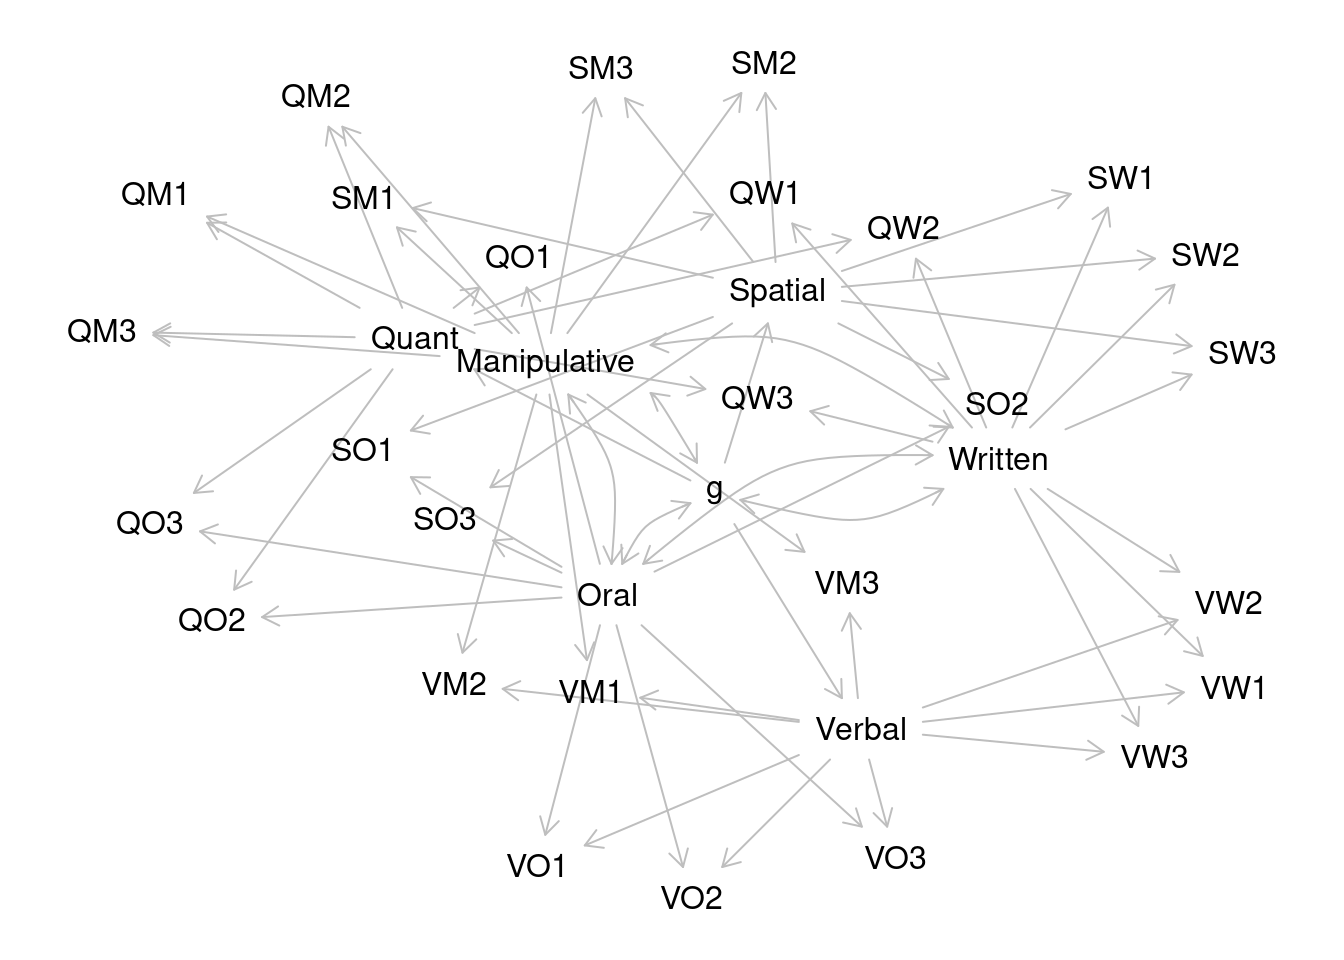 SM2
SM3
QM2
SW1
QW1
QM1
SM1
QW2
SW2
QO1
Spatial
QM3
Quant
SW3
Manipulative
QW3
SO2
SO1
Written
g
SO3
QO3
VM3
Oral
VW2
QO2
VM2
VM1
VW1
Verbal
VW3
VO3
VO1
VO2